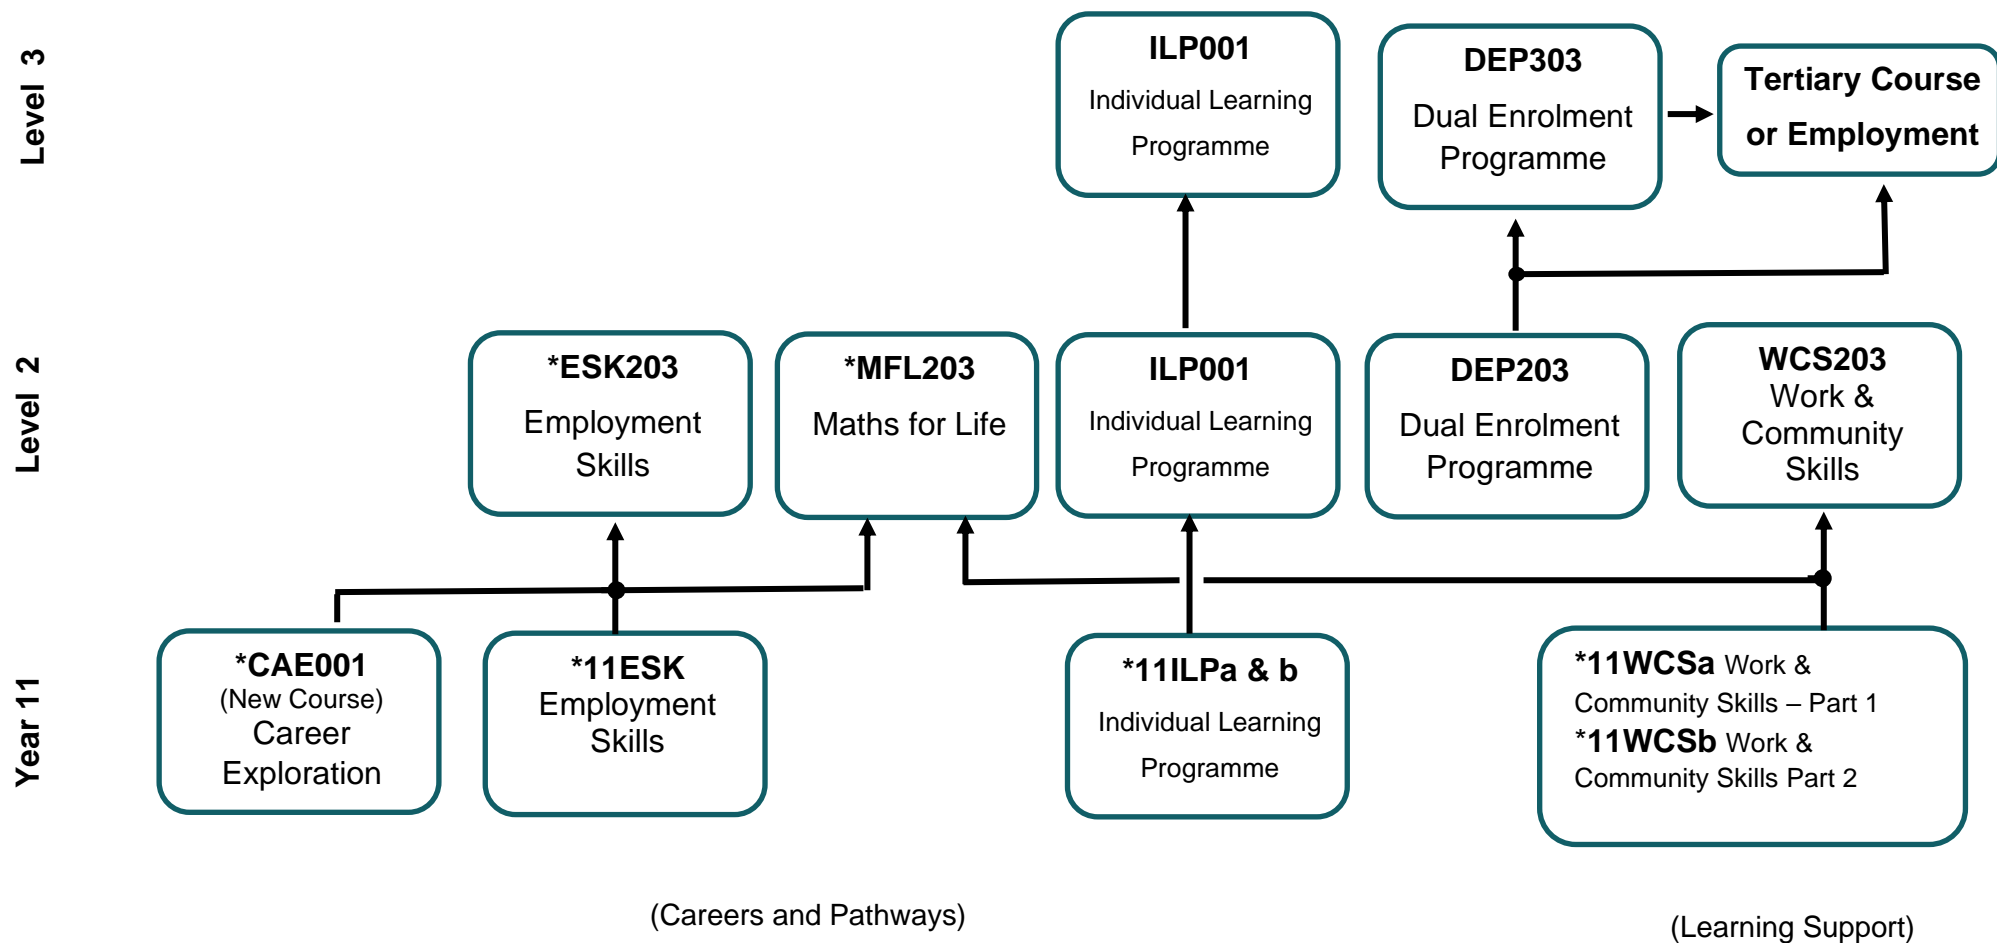 Level 3
ILP001
Individual Learning
Programme
DEP303
Dual Enrolment
Programme
Tertiary Course
or Employment
Level 2
*ESK203
Employment
Skills
*MFL203
Maths for Life
ILP001
Individual Learning
Programme
DEP203
Dual Enrolment
Programme
WCS203
Work &
Community
Skills
Year 11
*CAE001
(New Course)
Career
Exploration
*11ESK
Employment
Skills
*11ILPa & b
Individual Learning
Programme
*11WCSa Work &
Community Skills – Part 1
*11WCSb Work &
Community Skills Part 2
(Careers and Pathways)
(Learning Support)